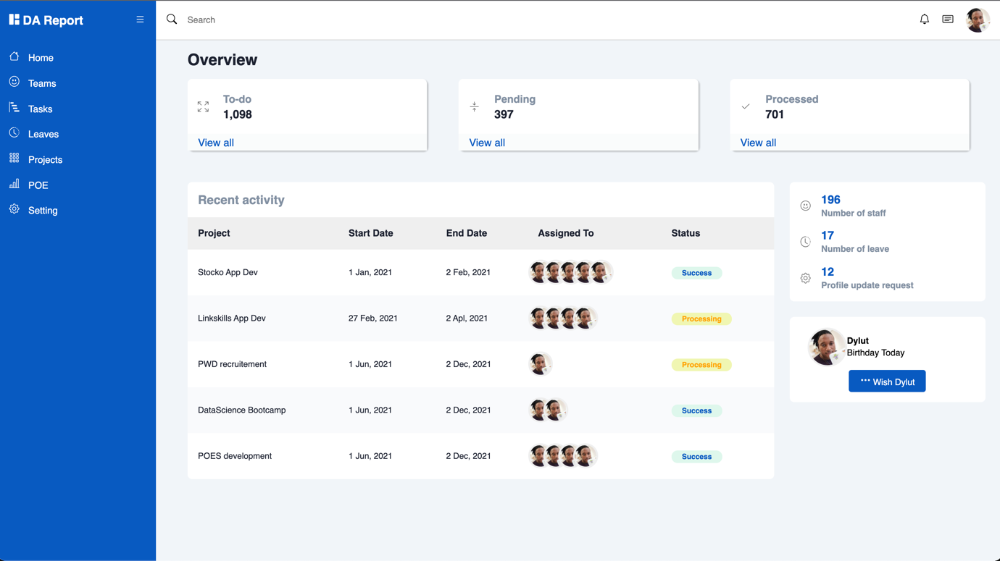 DA Report
Search
Home
Teams
Tasks
Leaves
Projects
POE
Setting
Overview
To-do
1,098
View all
Pending
397
View all
Processed
701
View all
Recent activity
Project Start Date End Date Assigned To Status
Stocko App Dev 1 Jan, 2021 2 Feb, 2021 Success
Linkskills App Dev 27 Feb, 2021 2 Apl, 2021 Processing
PWD recruitement 1 Jun, 2021 2 Dec, 2021 Processing
DataScience Bootcamp 1 Jun, 2021 2 Dec, 2021 Success
POES development 1 Jun, 2021 2 Dec, 2021 Success
196
Number of staff
17
Number of leave
12
Profile update request
Dylut
Birthday Today
Wish Dylut